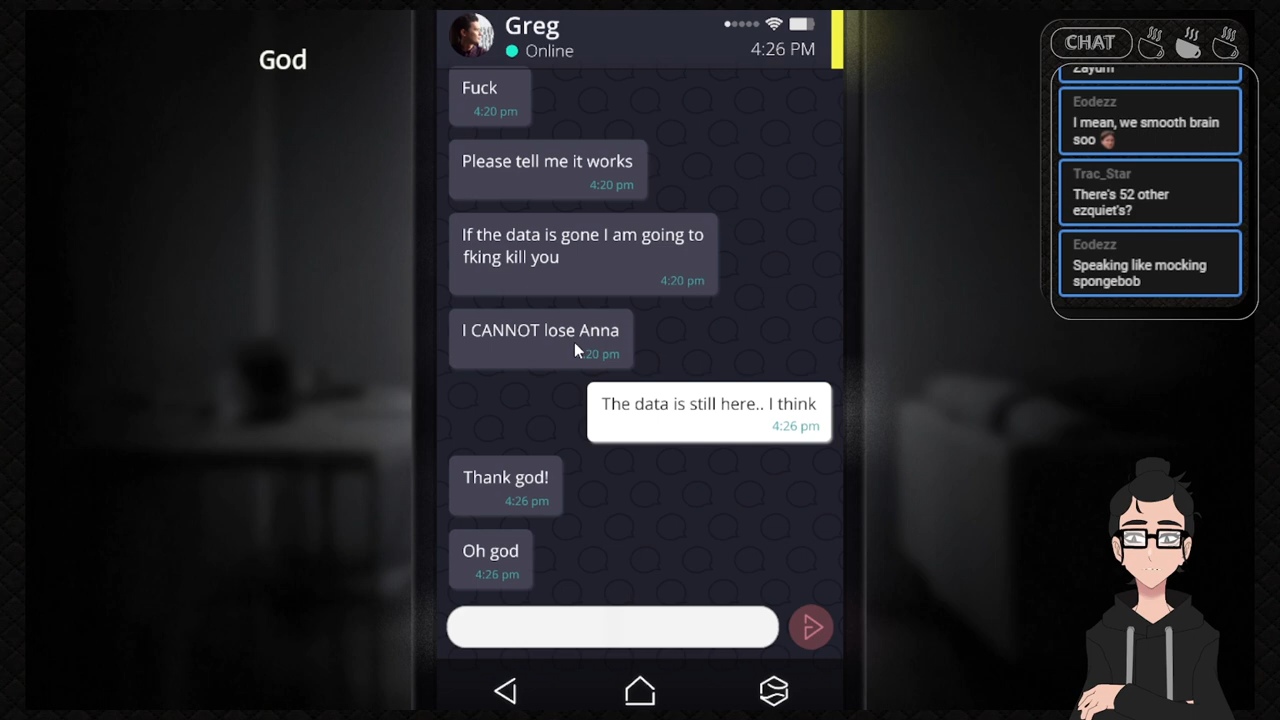 God
Greg
Online
4:26 PM
Fuck
4:20 pm
Please tell me it works
4:20 pm
If the data is gone I am going to
fking kill you
4:20 pm
I CANNOT lose Anna
:20 pm
The data is still here.. I think
4:26 pm
Thank god!
4:26 pm
Oh god
4:26 pm
CHAT
Zayum
Eodezz
I mean, we smooth brain
soo
Trac_Star
There's 52 other
ezquiet's?
Eodezz
Speaking like mocking
spongebob